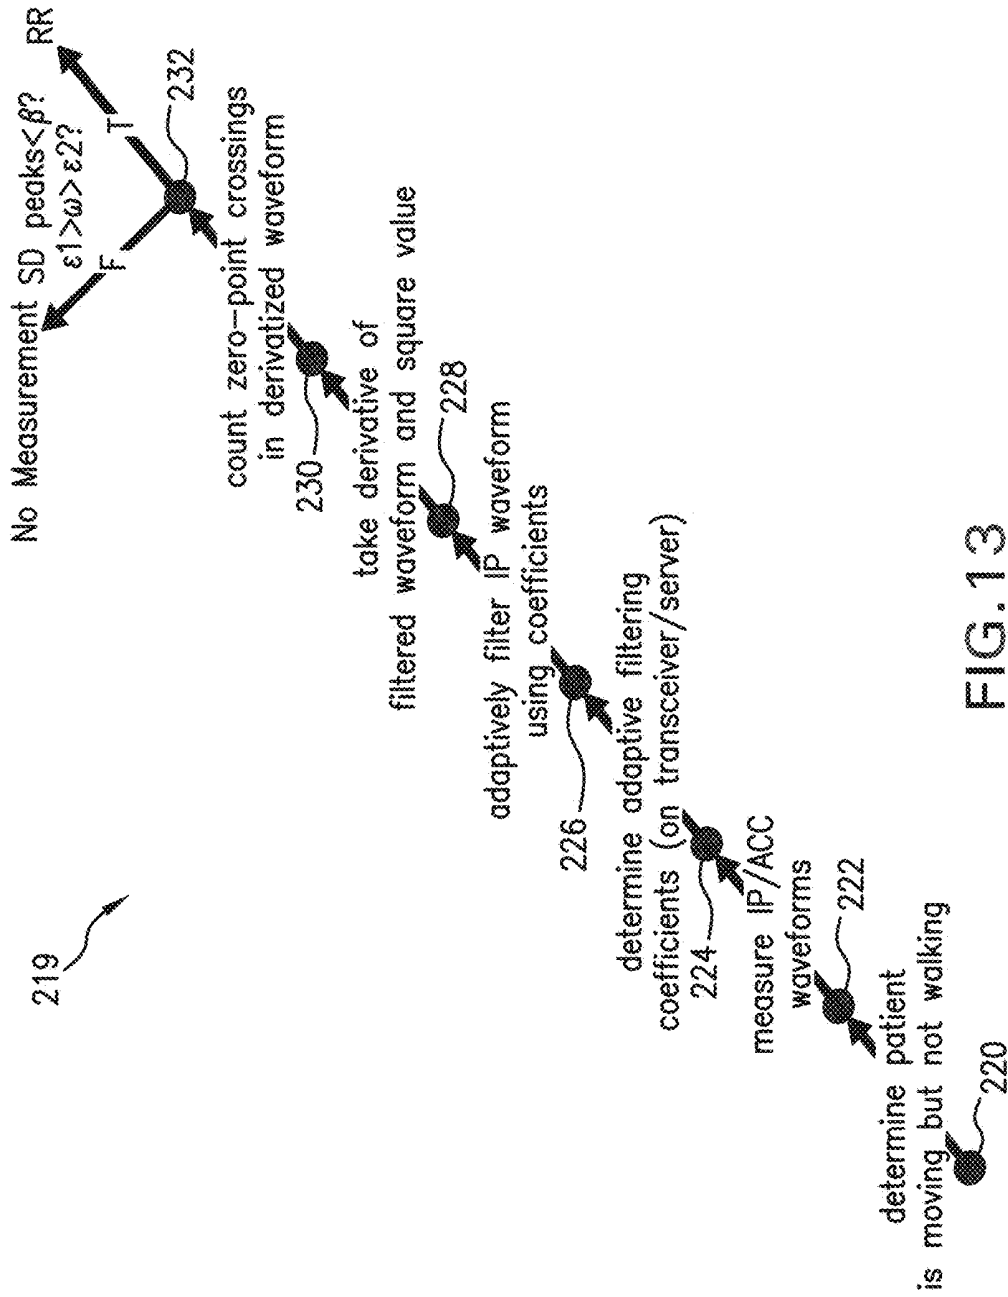 219
determine patient
is moving but not walking
220
measure IP/ACC
waveforms
222
determine adaptive filtering
coefficients (on transceiver/server)
224
adaptively filter IP waveform
using coefficients
226
take derivative of
filtered waveform and square value
228
count zero-point crossings
in derivatized waveform
230
No Measurement
SD peaks<β?
ε1>ω>ε2?
RR
F
T
232
FIG.13